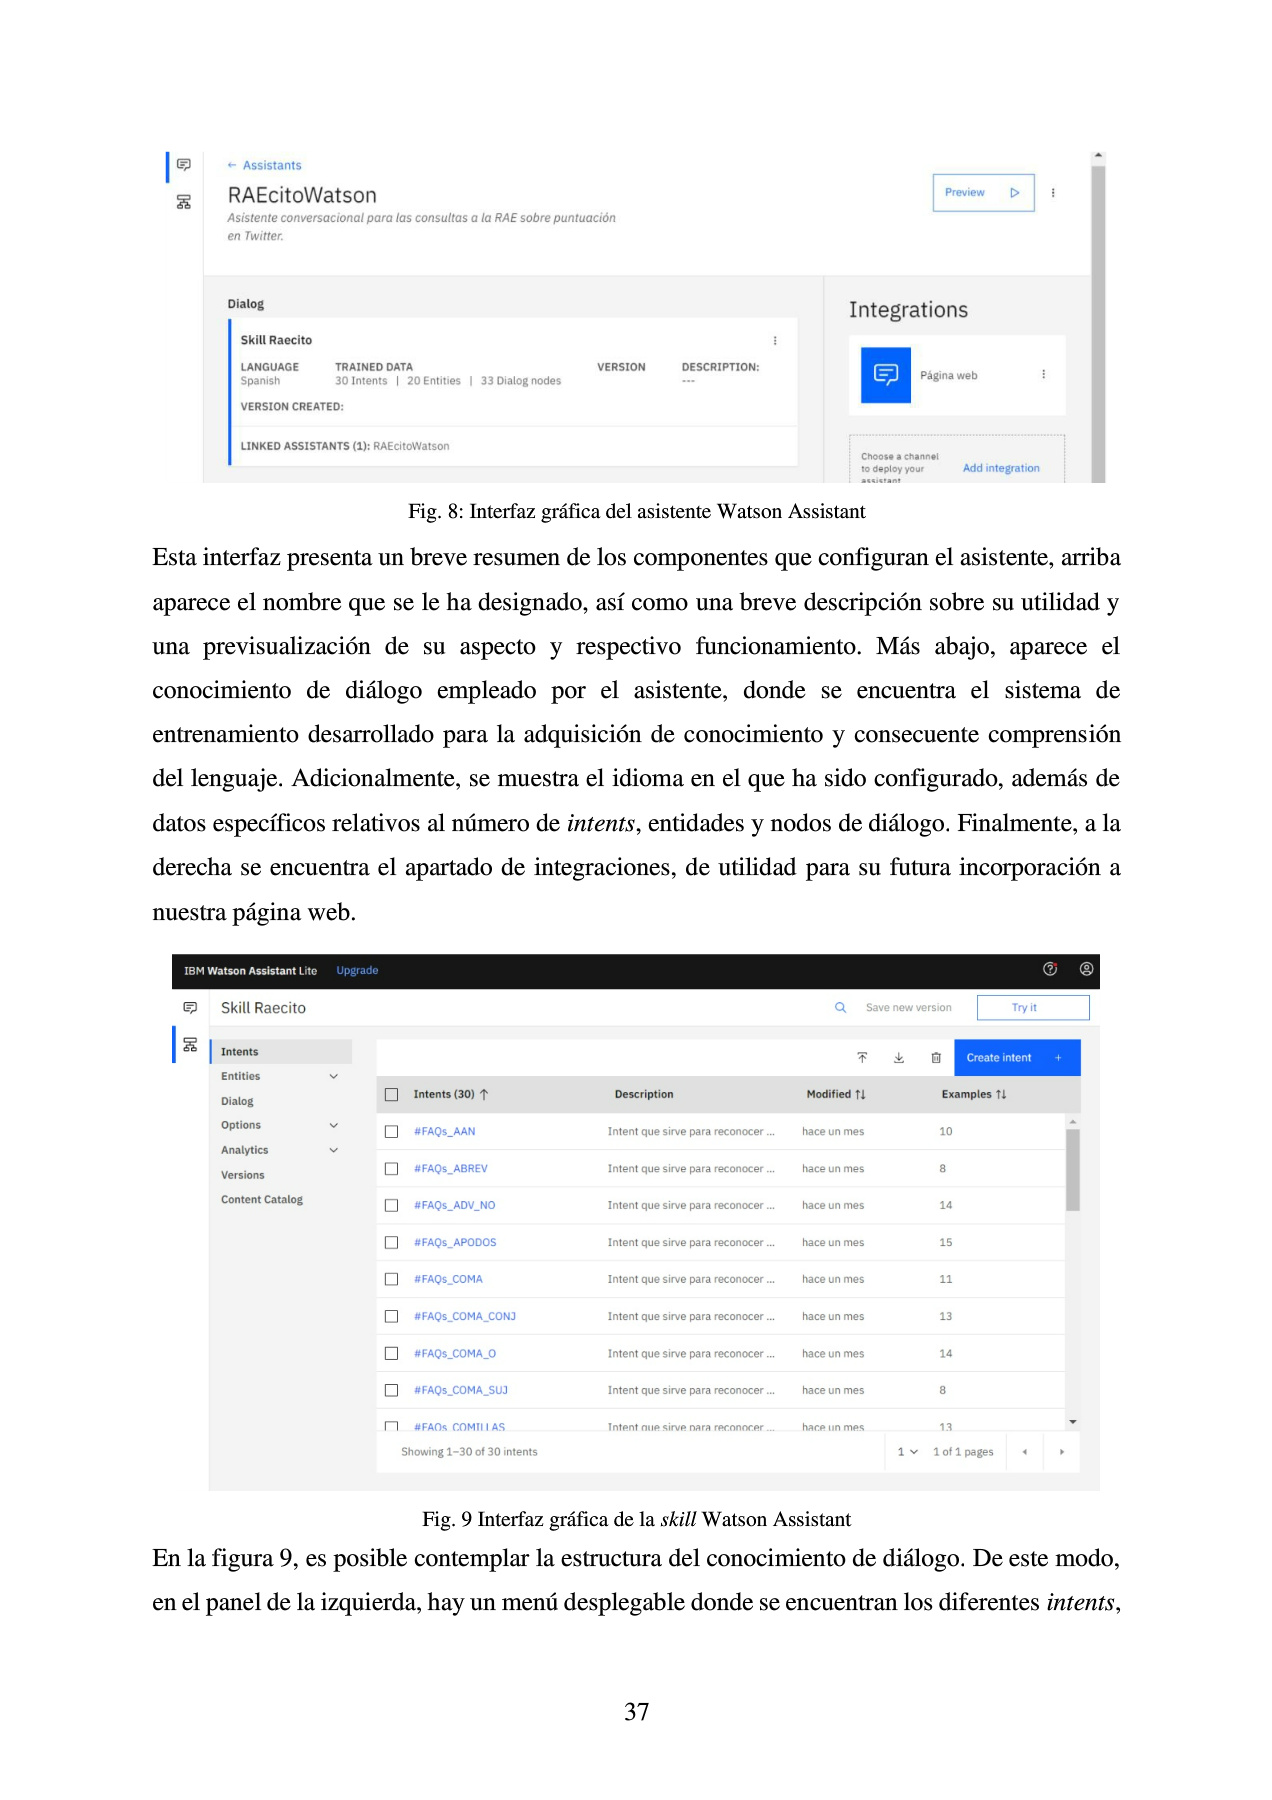 ← Assistants
RAEcitoWatson
Asistente conversacional para las consultas a la RAE sobre puntuación
en Twitter.
Preview
Dialog
Skill Raecito
LANGUAGE TRAINED DATA VERSION DESCRIPTION:
Spanish 30 Intents | 20 Entities | 33 Dialog nodes ---
VERSION CREATED:
LINKED ASSISTANTS (1): RAEcitoWatson
Integrations
Página web
Choose a channel
to deploy your
assistant
Add integration
Fig. 8: Interfaz gráfica del asistente Watson Assistant
Esta interfaz presenta un breve resumen de los componentes que configuran el asistente, arriba
aparece el nombre que se le ha designado, así como una breve descripción sobre su utilidad y
una previsualización de su aspecto y respectivo funcionamiento. Más abajo, aparece el
conocimiento de diálogo empleado por el asistente, donde se encuentra el sistema de
entrenamiento desarrollado para la adquisición de conocimiento y consecuente comprensión
del lenguaje. Adicionalmente, se muestra el idioma en el que ha sido configurado, además de
datos específicos relativos al número de intents, entidades y nodos de diálogo. Finalmente, a la
derecha se encuentra el apartado de integraciones, de utilidad para su futura incorporación a
nuestra página web.
IBM Watson Assistant Lite Upgrade
Skill Raecito Save new version Try it
Intents
Entities
Dialog
Options
Analytics
Versions
Content Catalog
Create intent +
Intents (30) ↑ Description Modified ↑↓ Examples ↑↓
#FAQs_AAN Intent que sirve para reconocer ... hace un mes 10
#FAQs_ABREV Intent que sirve para reconocer ... hace un mes 8
#FAQs_ADV_NO Intent que sirve para reconocer ... hace un mes 14
#FAQs_APODOS Intent que sirve para reconocer ... hace un mes 15
#FAQs_COMA Intent que sirve para reconocer ... hace un mes 11
#FAQs_COMA_CONJ Intent que sirve para reconocer ... hace un mes 13
#FAQs_COMA_O Intent que sirve para reconocer ... hace un mes 14
#FAQs_COMA_SUJ Intent que sirve para reconocer ... hace un mes 8
#FAQs_COMILLAS Intent que sirve para reconocer ... hace un mes 13
Showing 1–30 of 30 intents 1 1 of 1 pages
Fig. 9 Interfaz gráfica de la skill Watson Assistant
En la figura 9, es posible contemplar la estructura del conocimiento de diálogo. De este modo,
en el panel de la izquierda, hay un menú desplegable donde se encuentran los diferentes intents,
37